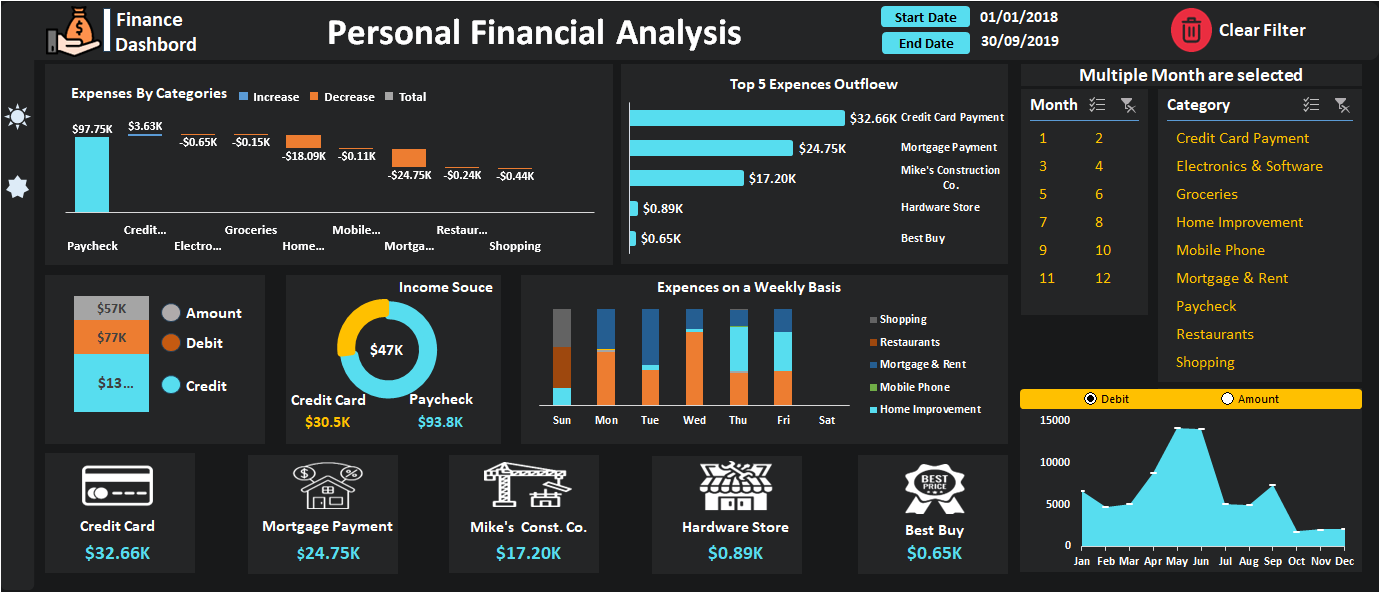 Finance
Dashbord
Personal Financial Analysis
Start Date 01/01/2018
End Date 30/09/2019
Clear Filter
Expenses By Categories
Increase Decrease Total
$97.75K
$3.63K
-$0.65K
-$0.15K
-$18.09K
-$0.11K
-$24.75K
-$0.24K
-$0.44K
Paycheck
Credit...
Electro...
Groceries
Home...
Mobile...
Mortga...
Restaur...
Shopping
Top 5 Expences Outfloew
$32.66K Credit Card Payment
$24.75K Mortgage Payment
$17.20K Mike's Construction
Co.
$0.89K Hardware Store
$0.65K Best Buy
Multiple Month are selected
Month
1 2
3 4
5 6
7 8
9 10
11 12
Category
Credit Card Payment
Electronics & Software
Groceries
Home Improvement
Mobile Phone
Mortgage & Rent
Paycheck
Restaurants
Shopping
$57K
$77K
$13...
Amount
Debit
Credit
Income Souce
$47K
Credit Card
$30.5K
Paycheck
$93.8K
Expences on a Weekly Basis
Shopping
Restaurants
Mortgage & Rent
Mobile Phone
Home Improvement
Sun Mon Tue Wed Thu Fri Sat
Debit Amount
15000
10000
5000
0
Jan Feb Mar Apr May Jun Jul Aug Sep Oct Nov Dec
Credit Card
$32.66K
$ %
Mortgage Payment
$24.75K
Mike's Const. Co.
$17.20K
Hardware Store
$0.89K
BEST
PRICE
Best Buy
$0.65K